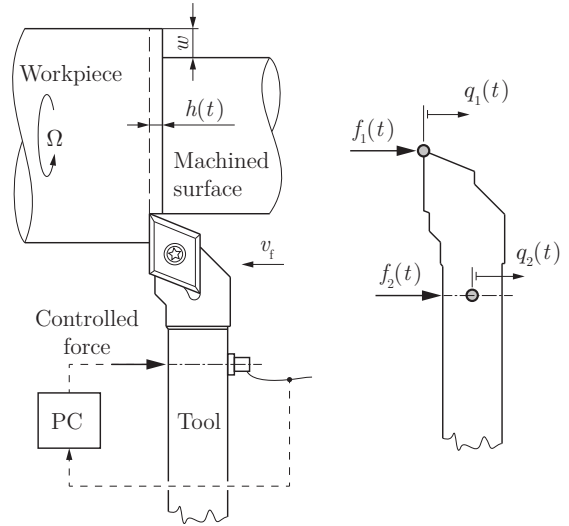 w
Workpiece
h(t)
Ω
Machined
surface
v_f
Controlled
force
PC
Tool
q_1(t)
f_1(t)
q_2(t)
f_2(t)